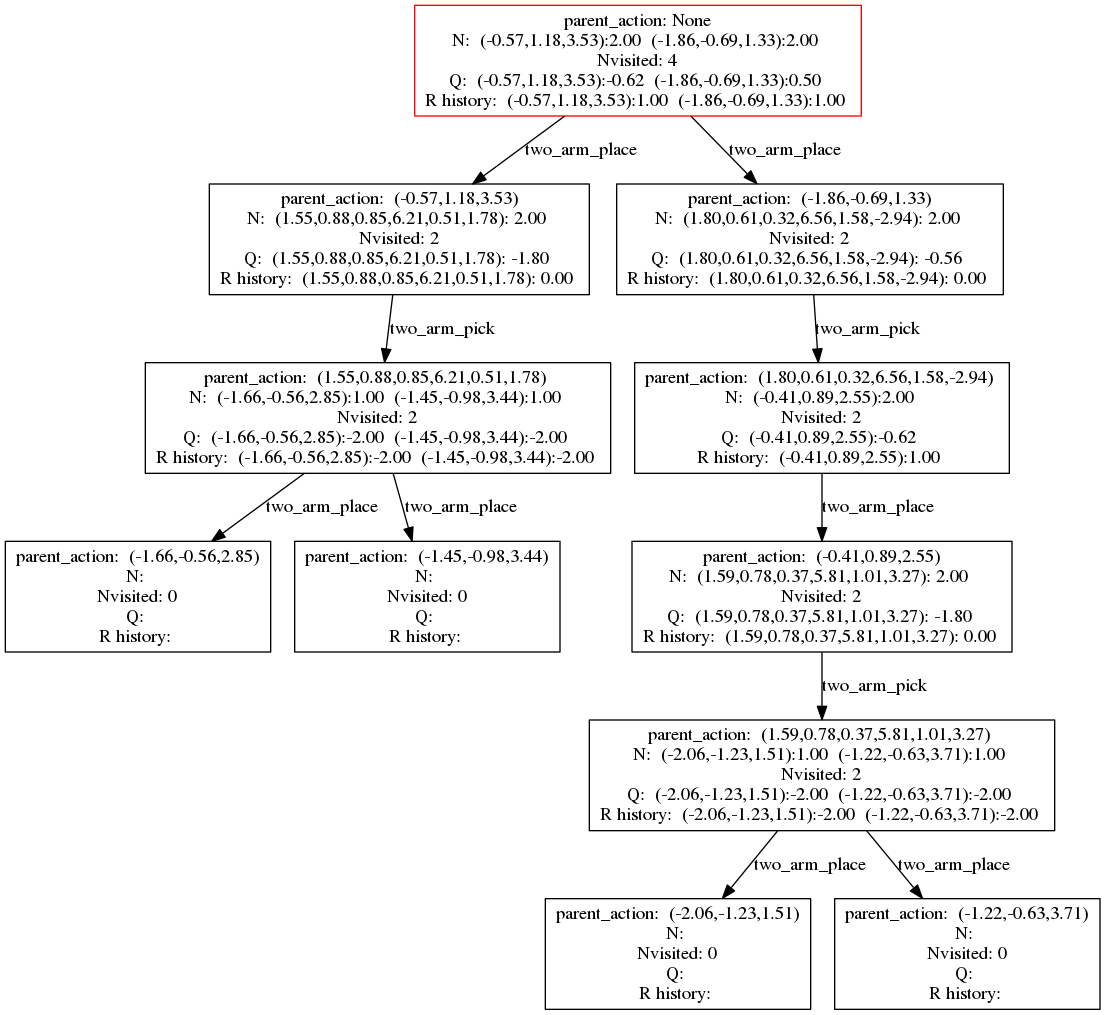 parent_action: None
N: (-0.57,1.18,3.53):2.00 (-1.86,-0.69,1.33):2.00
Nvisited: 4
Q: (-0.57,1.18,3.53):-0.62 (-1.86,-0.69,1.33):0.50
R history: (-0.57,1.18,3.53):1.00 (-1.86,-0.69,1.33):1.00
two_arm_place
two_arm_place
parent_action: (-0.57,1.18,3.53)
N: (1.55,0.88,0.85,6.21,0.51,1.78): 2.00
Nvisited: 2
Q: (1.55,0.88,0.85,6.21,0.51,1.78): -1.80
R history: (1.55,0.88,0.85,6.21,0.51,1.78): 0.00
parent_action: (-1.86,-0.69,1.33)
N: (1.80,0.61,0.32,6.56,1.58,-2.94): 2.00
Nvisited: 2
Q: (1.80,0.61,0.32,6.56,1.58,-2.94): -0.56
R history: (1.80,0.61,0.32,6.56,1.58,-2.94): 0.00
two_arm_pick
two_arm_pick
parent_action: (1.55,0.88,0.85,6.21,0.51,1.78)
N: (-1.66,-0.56,2.85):1.00 (-1.45,-0.98,3.44):1.00
Nvisited: 2
Q: (-1.66,-0.56,2.85):-2.00 (-1.45,-0.98,3.44):-2.00
R history: (-1.66,-0.56,2.85):-2.00 (-1.45,-0.98,3.44):-2.00
parent_action: (1.80,0.61,0.32,6.56,1.58,-2.94)
N: (-0.41,0.89,2.55):2.00
Nvisited: 2
Q: (-0.41,0.89,2.55):-0.62
R history: (-0.41,0.89,2.55):1.00
two_arm_place
two_arm_place
two_arm_place
parent_action: (-1.66,-0.56,2.85)
N:
Nvisited: 0
Q:
R history:
parent_action: (-1.45,-0.98,3.44)
N:
Nvisited: 0
Q:
R history:
parent_action: (-0.41,0.89,2.55)
N: (1.59,0.78,0.37,5.81,1.01,3.27): 2.00
Nvisited: 2
Q: (1.59,0.78,0.37,5.81,1.01,3.27): -1.80
R history: (1.59,0.78,0.37,5.81,1.01,3.27): 0.00
two_arm_pick
parent_action: (1.59,0.78,0.37,5.81,1.01,3.27)
N: (-2.06,-1.23,1.51):1.00 (-1.22,-0.63,3.71):1.00
Nvisited: 2
Q: (-2.06,-1.23,1.51):-2.00 (-1.22,-0.63,3.71):-2.00
R history: (-2.06,-1.23,1.51):-2.00 (-1.22,-0.63,3.71):-2.00
two_arm_place
two_arm_place
parent_action: (-2.06,-1.23,1.51)
N:
Nvisited: 0
Q:
R history:
parent_action: (-1.22,-0.63,3.71)
N:
Nvisited: 0
Q:
R history: